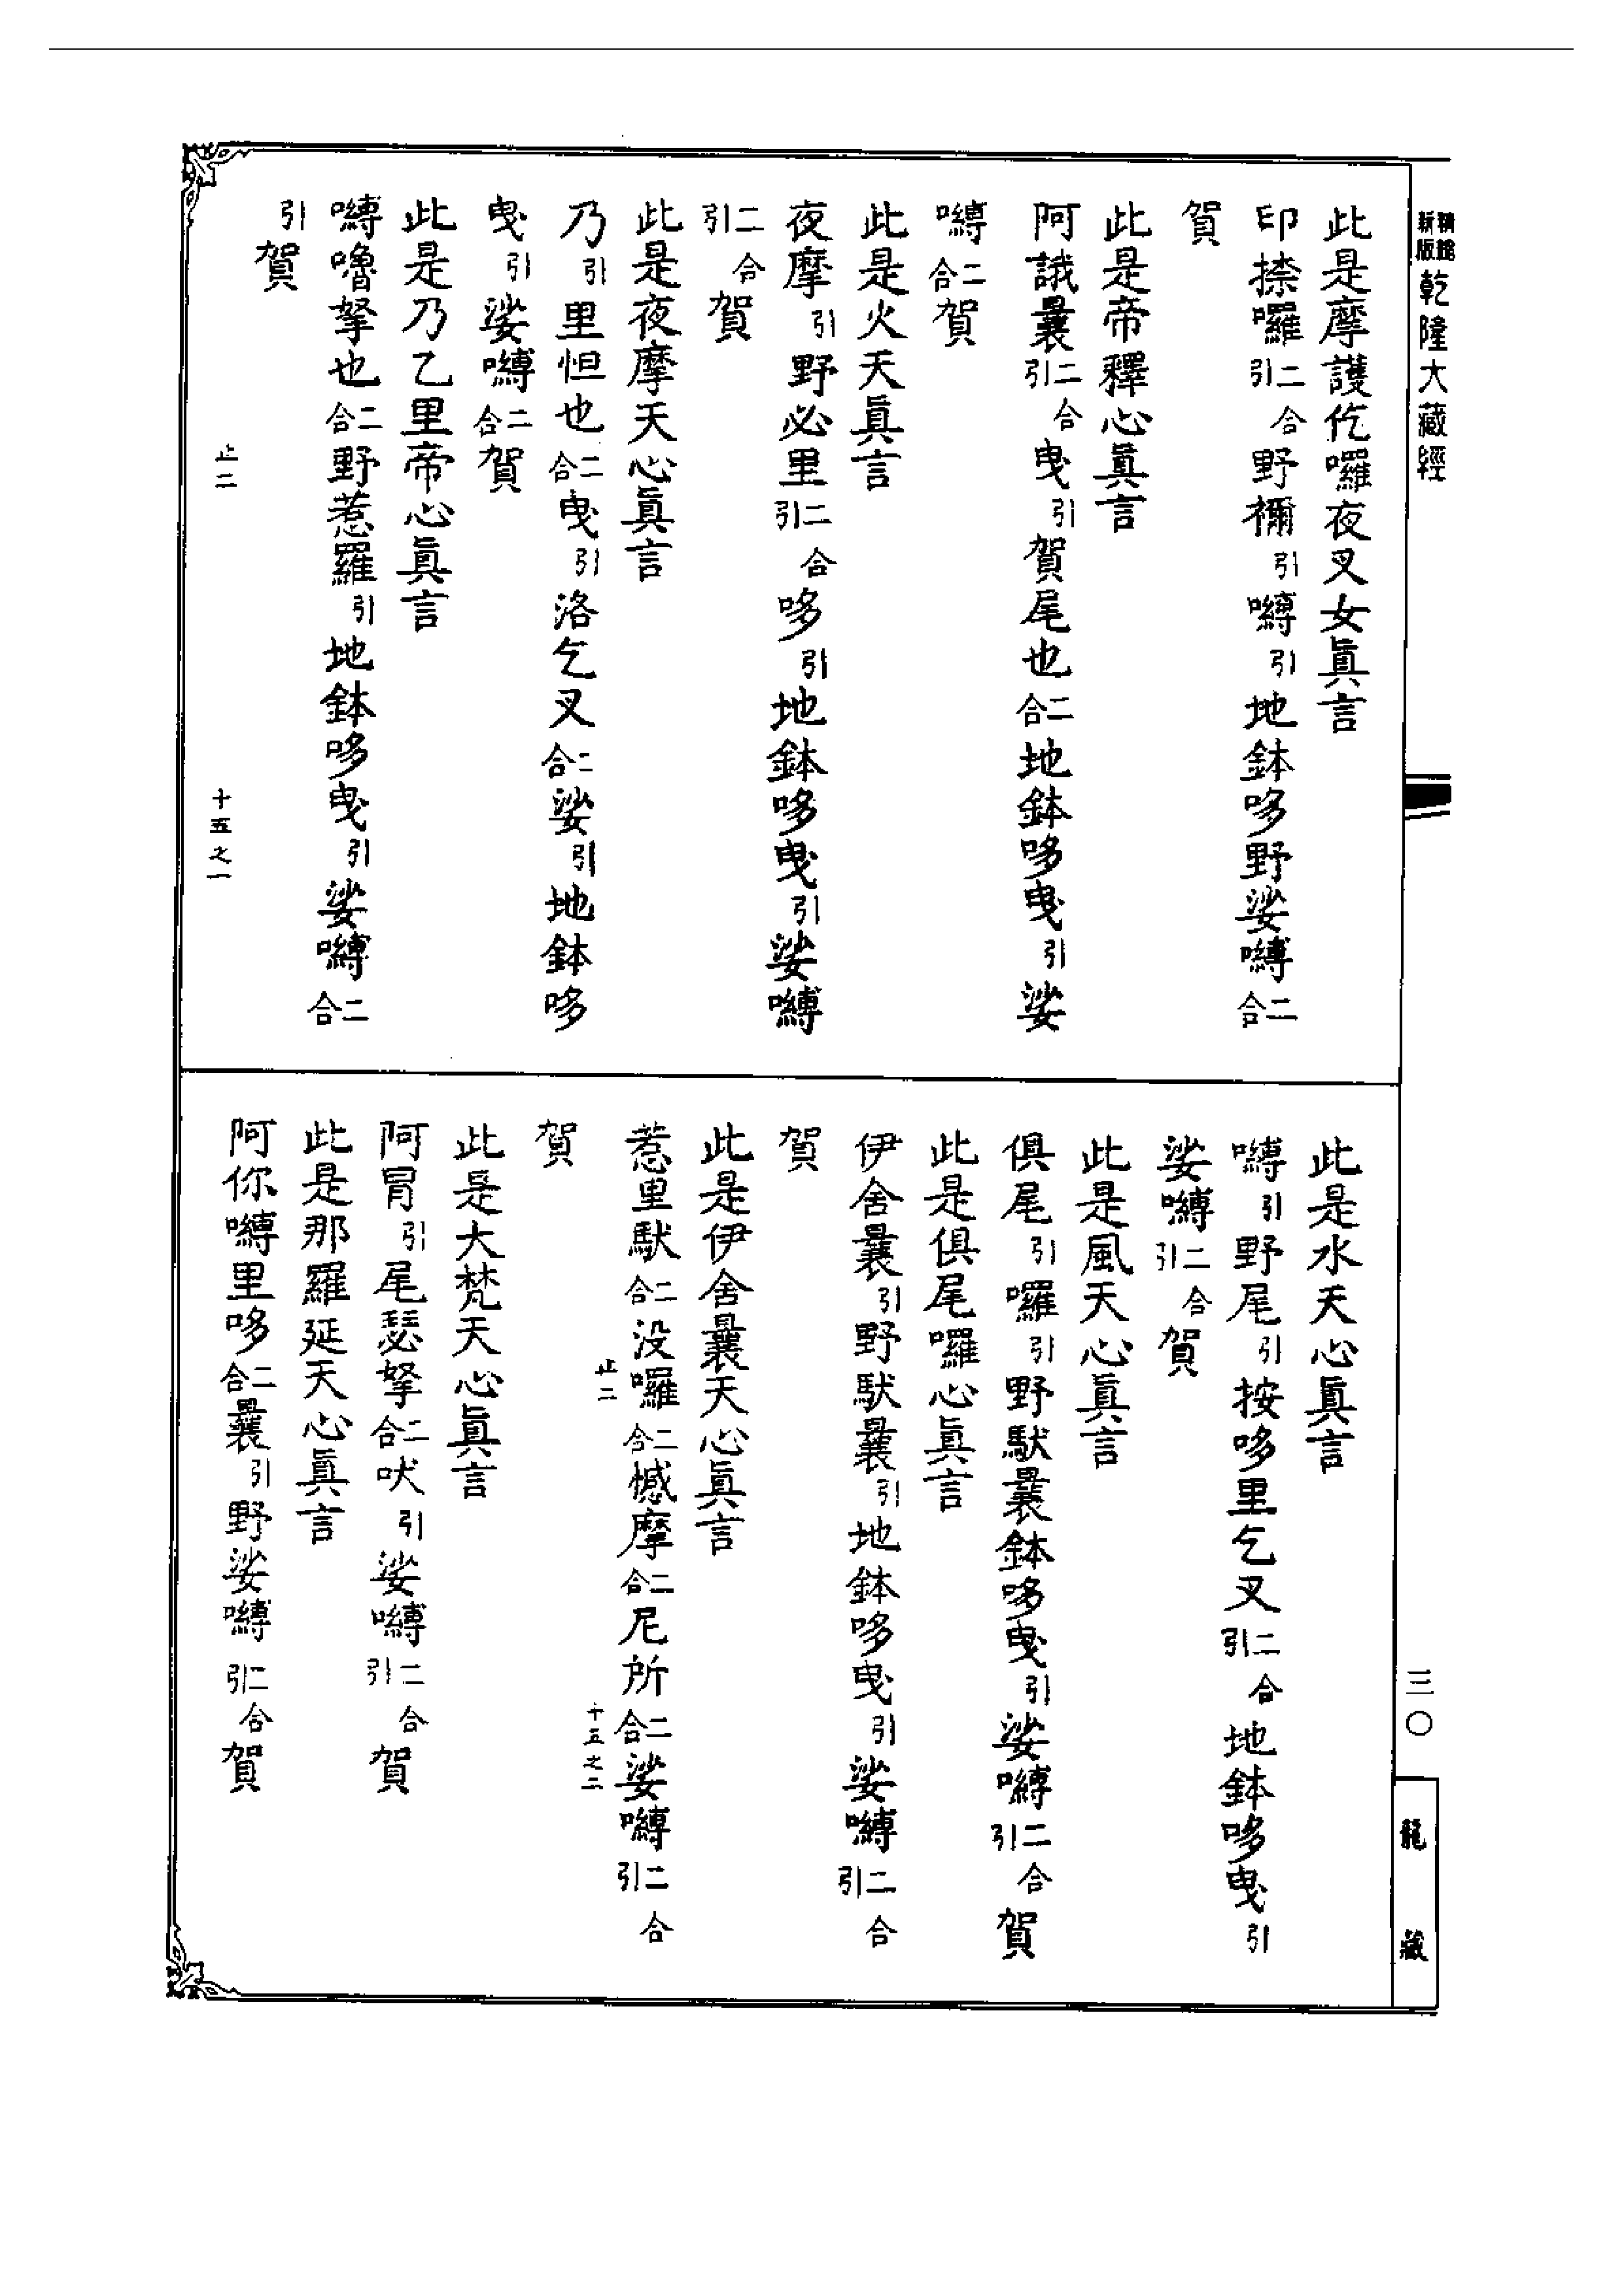 新版精縮乾隆大藏經
三〇
龍藏
此是摩護仡囉夜叉女眞言
印捺囉二合引野禰引嚩引地鉢哆野娑嚩二合
賀
此是帝釋心眞言
阿誐曩二合引曳引賀尾也二合地鉢哆曳引娑
嚩二合賀
此是火天眞言
夜摩引野必里二合引哆引地鉢哆曳引娑嚩
二合引賀
此是夜摩天心眞言
乃引里怛也二合曳引洛乞叉二合娑引地鉢哆
曳引娑嚩二合賀
此是乃乙里帝心眞言
嚩嚕拏也二合野惹羅引地鉢哆曳引娑嚩二合
引賀
止二 十五之一
此是水天心眞言
嚩引野尾引按哆里乞叉二合引地鉢哆曳引
娑嚩二合引賀
此是風天心眞言
俱尾引囉引野馱曩鉢哆曳引娑嚩二合引賀
此是俱尾囉心眞言
伊舍曩引野馱曩引地鉢哆曳引娑嚩二合引
賀
此是伊舍曩天心眞言
惹里馱二合没囉二合憾摩二合尼所二合娑嚩二合引
止二 十五之二
賀
此是大梵天心眞言
阿冐引尾瑟拏二合吠引娑嚩二合引賀
此是那羅延天心眞言
阿你嚩里哆二合曩引野娑嚩二合引賀